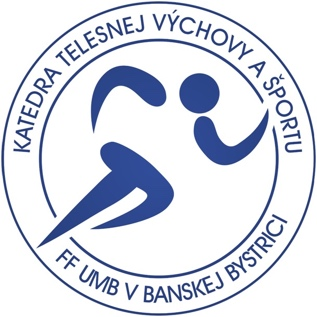 KATEDRA TELESNEJ VÝCHOVY A ŠPORTU
FF UMB V BANSKEJ BYSTRICI